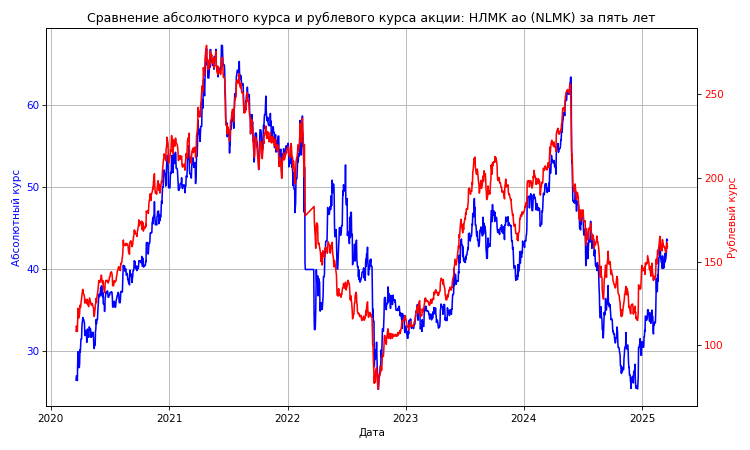 Сравнение абсолютного курса и рублевого курса акции: НЛМК ао (NLMK) за пять лет
Абсолютный курс
60
50
40
30
250
200
150
100
Рублевый курс
2020 2021 2022 2023 2024 2025
Дата